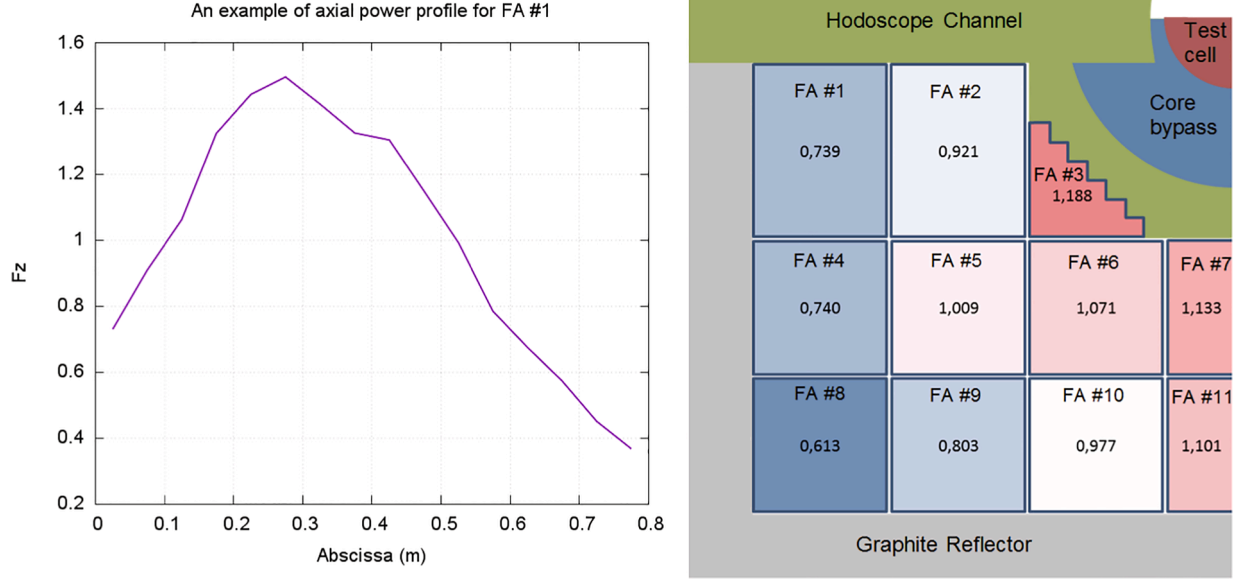 An example of axial power profile for FA #1
1.6
1.4
1.2
1
0.8
0.6
0.4
0.2
Fz
0 0.1 0.2 0.3 0.4 0.5 0.6 0.7 0.8
Abscissa (m)
Hodoscope Channel
Test
cell
Core
bypass
FA #1 FA #2
0,739 0,921
FA #3
1,188
FA #4 FA #5 FA #6 FA #7
0,740 1,009 1,071 1,133
FA #8 FA #9 FA #10 FA #11
0,613 0,803 0,977 1,101
Graphite Reflector